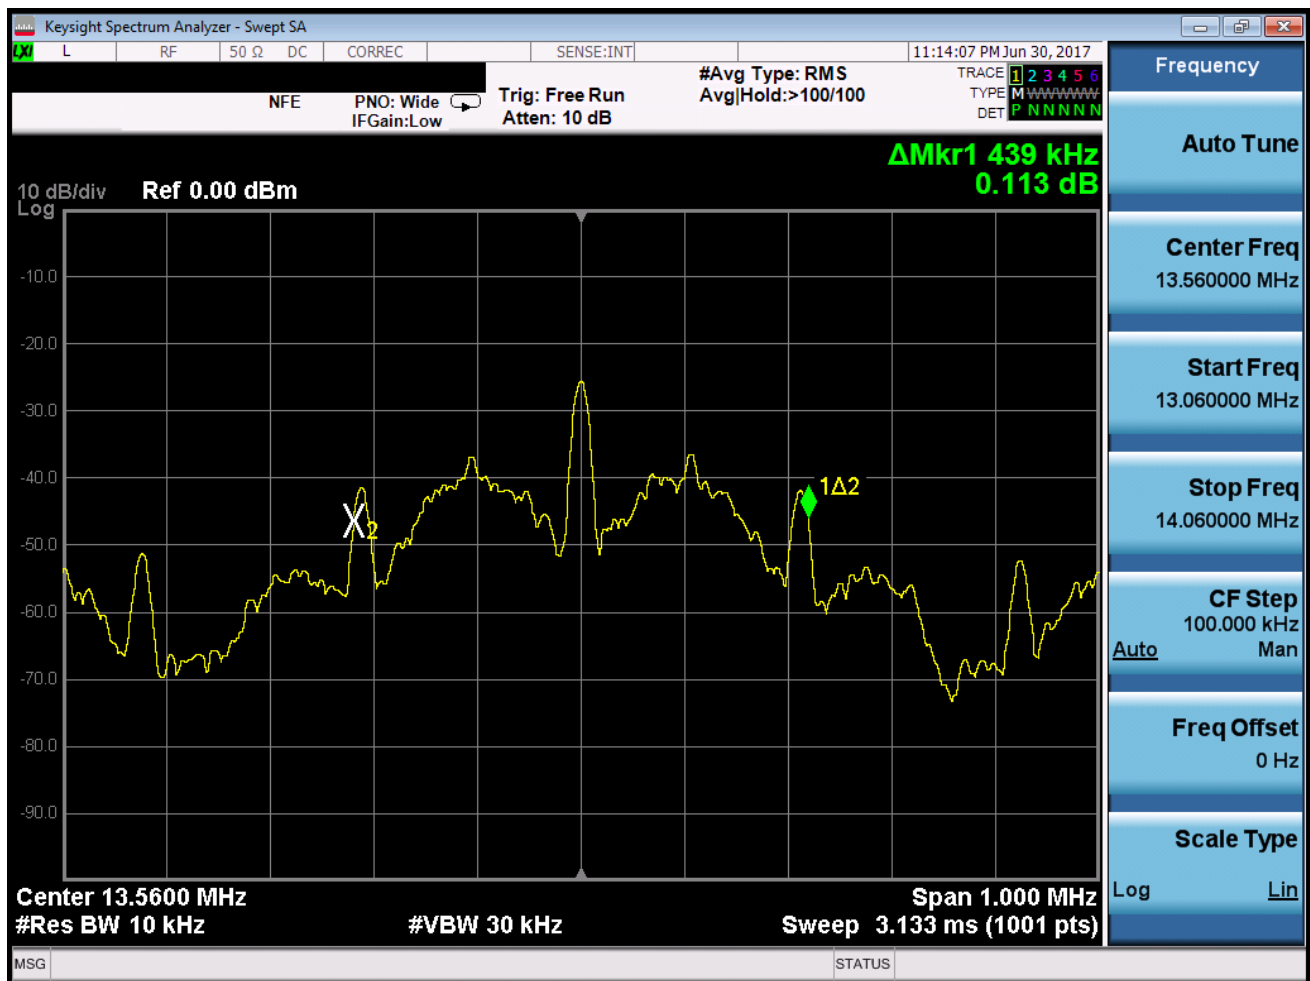 Keysight Spectrum Analyzer - Swept SA
LXI L RF 50 Ω DC CORREC SENSE:INT 11:14:07 PM Jun 30, 2017
NFE
PNO: Wide
IFGain:Low
Trig: Free Run
Atten: 10 dB
#Avg Type: RMS
Avg|Hold:>100/100
TRACE 1 2 3 4 5 6
TYPE M WWWWW
DET P N N N N N
ΔMkr1 439 kHz
0.113 dB
10 dB/div Ref 0.00 dBm
Log
-10.0
-20.0
-30.0
-40.0
-50.0
-60.0
-70.0
-80.0
-90.0
1Δ2
X2
Center 13.5600 MHz Span 1.000 MHz
#Res BW 10 kHz #VBW 30 kHz Sweep 3.133 ms (1001 pts)
MSG STATUS
Frequency
Auto Tune
Center Freq
13.560000 MHz
Start Freq
13.060000 MHz
Stop Freq
14.060000 MHz
CF Step
100.000 kHz
Auto Man
Freq Offset
0 Hz
Scale Type
Log Lin